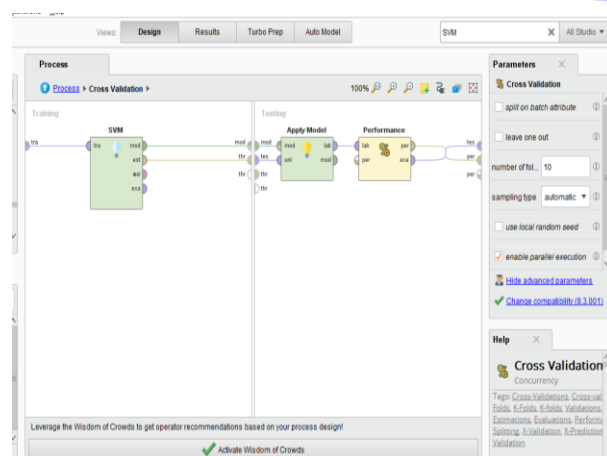 Views: Design Results Turbo Prep Auto Model SVM All Studio
Process
Process Cross Validation 100%
Training Testing
SVM Apply Model Performance
tra tra mod mod mod mod lab lab per tes
est thr tes unl mod per exa per
wei thr thr per
exa thr
Parameters
Cross Validation
split on batch attribute
leave one out
number of fol... 10
sampling type automatic
use local random seed
enable parallel execution
Hide advanced parameters
Change compatibility (9.3.001)
Help
Cross Validation
Concurrency
Tags: Cross-Validations, Cross-val
Folds, K-Folds, K-folds, Validations,
Estimations, Evaluations, Perform
Splitting, X-Validation, X-Prediction
Validation
Leverage the Wisdom of Crowds to get operator recommendations based on your process design!
Activate Wisdom of Crowds